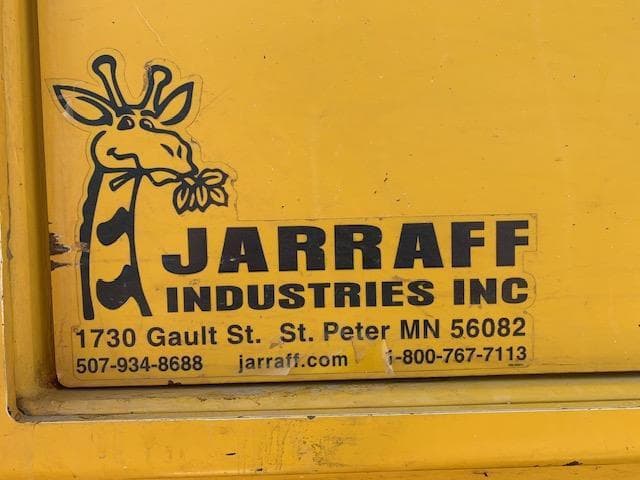 JARRAFF
INDUSTRIES INC
1730 Gault St. St. Peter MN 56082
507-934-8688 jarraff.com 1-800-767-7113